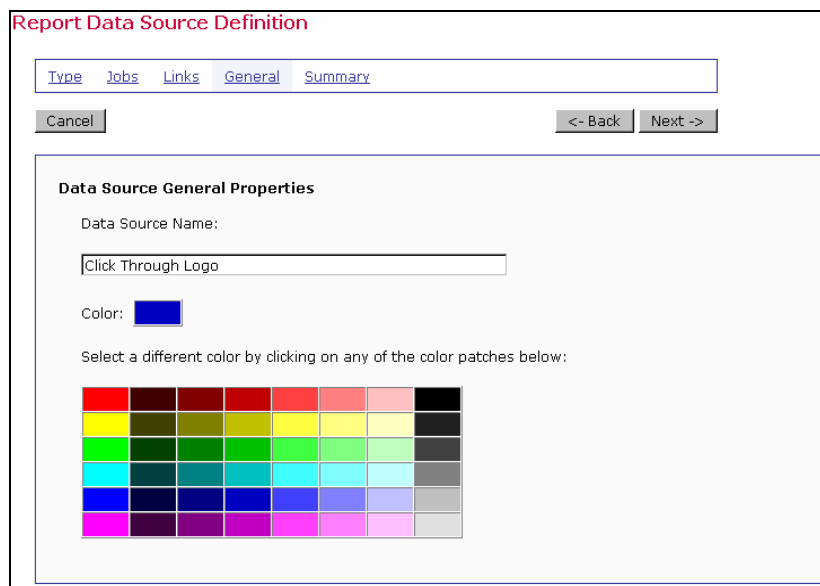 Report Data Source Definition
Type Jobs Links General Summary
Cancel <- Back Next ->
Data Source General Properties
Data Source Name:
Click Through Logo
Color:
Select a different color by clicking on any of the color patches below: